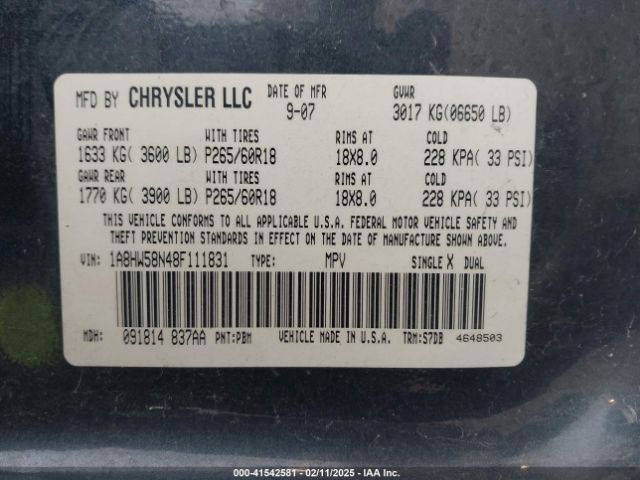 MFD BY CHRYSLER LLC DATE OF MFR 9-07 GVWR 3017 KG(06650 LB)
GAWR FRONT WITH TIRES RIMS AT COLD
1633 KG( 3600 LB) P265/60R18 18X8.0 228 KPA( 33 PSI)
GAWR REAR WITH TIRES RIMS AT COLD
1770 KG( 3900 LB) P265/60R18 18X8.0 228 KPA( 33 PSI)
THIS VEHICLE CONFORMS TO ALL APPLICABLE U.S.A. FEDERAL MOTOR VEHICLE SAFETY AND
THEFT PREVENTION STANDARDS IN EFFECT ON THE DATE OF MANUFACTURE SHOWN ABOVE.
VIN: 1A8HW58N48F111831 TYPE: MPV SINGLE X DUAL
MDH: 091814 837AA PNT:PBM VEHICLE MADE IN U.S.A. TRM:S7DB 4648503
000-41542581 - 02/11/2025 - IAA Inc.